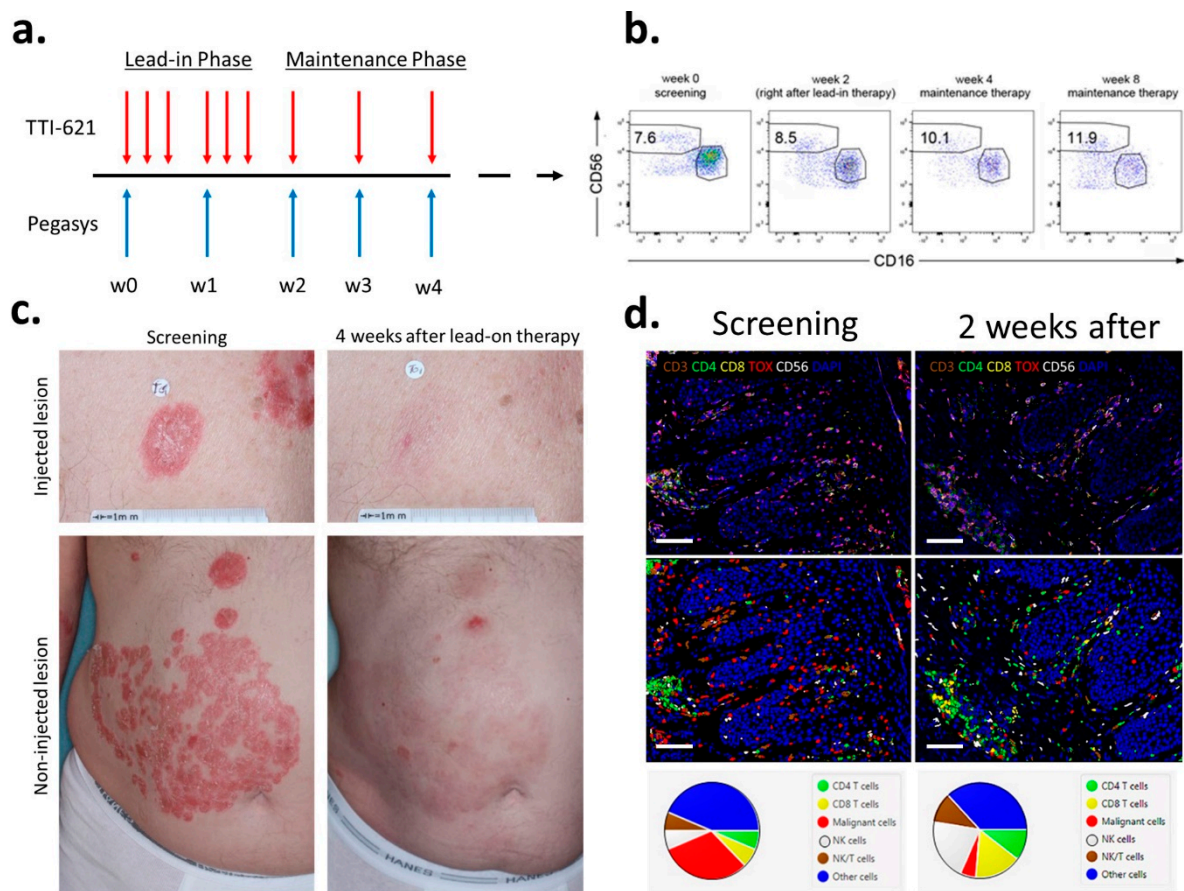 a.
Lead-in Phase
Maintenance Phase
TTI-621
Pegasys
w0
w1
w2
w3
w4
b.
week 0
screening
week 2
(right after lead-in therapy)
week 4
maintenance therapy
week 8
maintenance therapy
CD56
7.6
8.5
10.1
11.9
CD16
c.
Screening
4 weeks after lead-on therapy
Injected lesion
=1mm
=1mm
Non-injected lesion
HANES
HANES
d.
Screening
2 weeks after
CD3 CD4 CD8 TOX CD56 DAPI
CD3 CD4 CD8 TOX CD56 DAPI
CD4 T cells
CD8 T cells
Malignant cells
NK cells
NK/T cells
Other cells
CD4 T cells
CD8 T cells
Malignant cells
NK cells
NK/T cells
Other cells